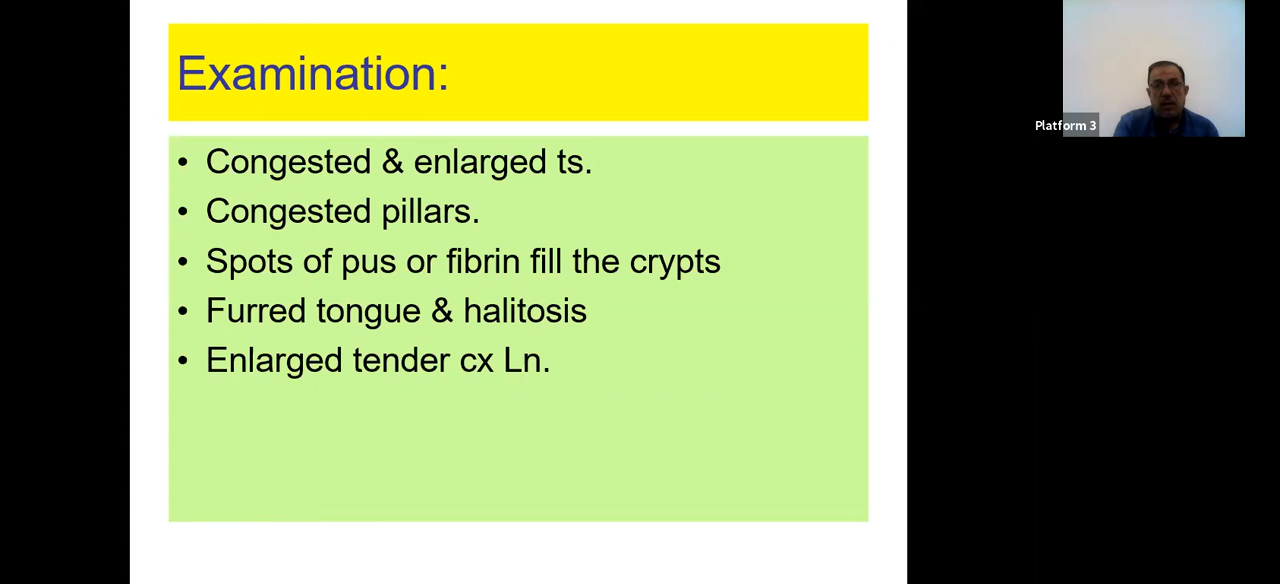 Examination:
• Congested & enlarged ts.
• Congested pillars.
• Spots of pus or fibrin fill the crypts
• Furred tongue & halitosis
• Enlarged tender cx Ln.
Platform 3